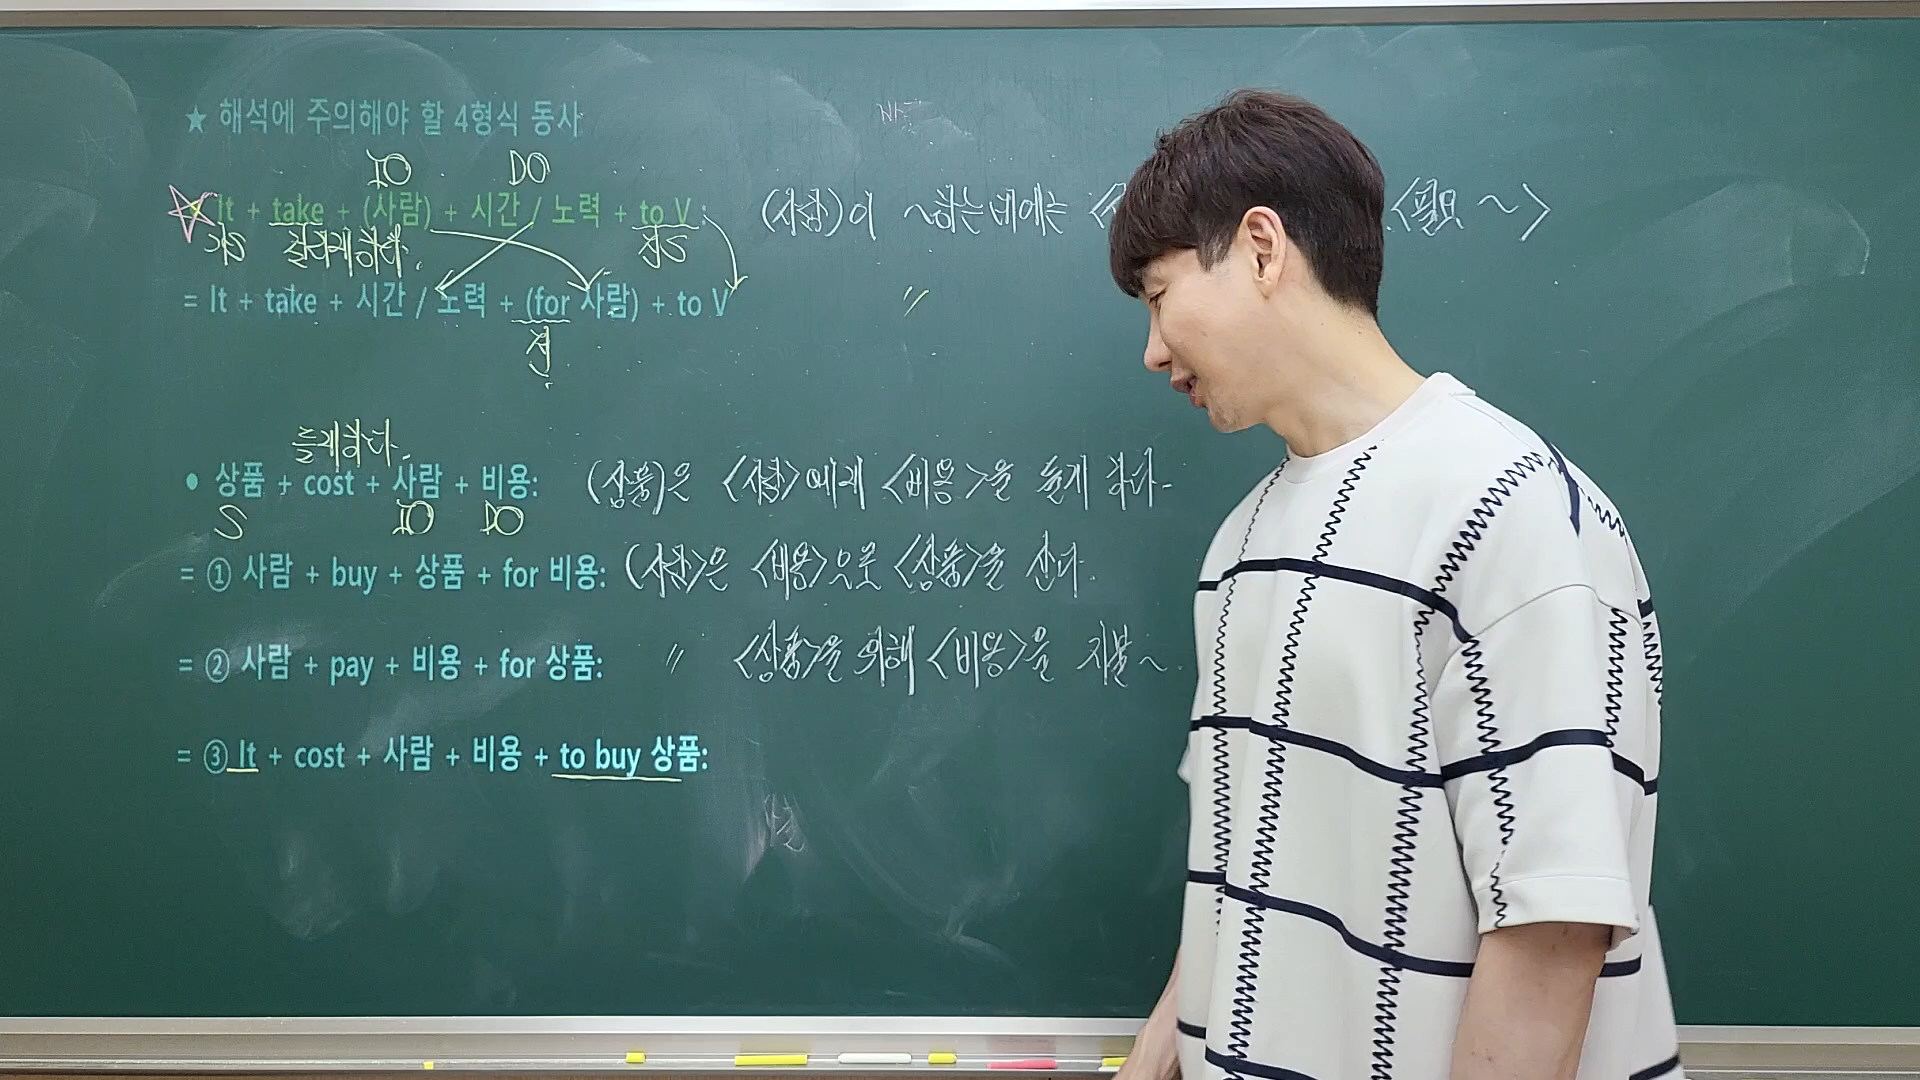 ★ 해석에 주의해야 할 4형식 동사
IO DO
It + take + (사람) + 시간 / 노력 + to V: (사람)이 ~하는데에는
가S 걸리게 하다. 진S
= It + take + 시간 / 노력 + (for 사람) + to V 〃
전
들게하다.
• 상품 + cost + 사람 + 비용: (상품)은 <사람>에게 <비용>을 들게 하다.
S IO DO
= ① 사람 + buy + 상품 + for 비용: (사람)은 <비용>으로 <상품>을 산다.
= ② 사람 + pay + 비용 + for 상품: 〃 <상품>을 위해 <비용>을 지불~.
= ③ It + cost + 사람 + 비용 + to buy 상품: